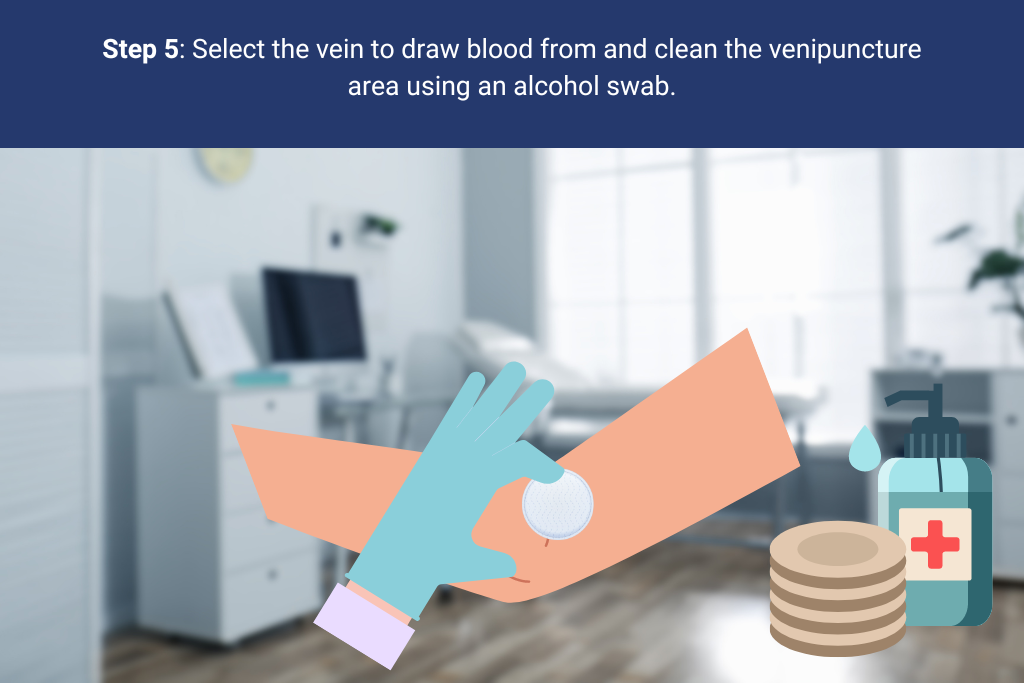 Step 5: Select the vein to draw blood from and clean the venipuncture
area using an alcohol swab.